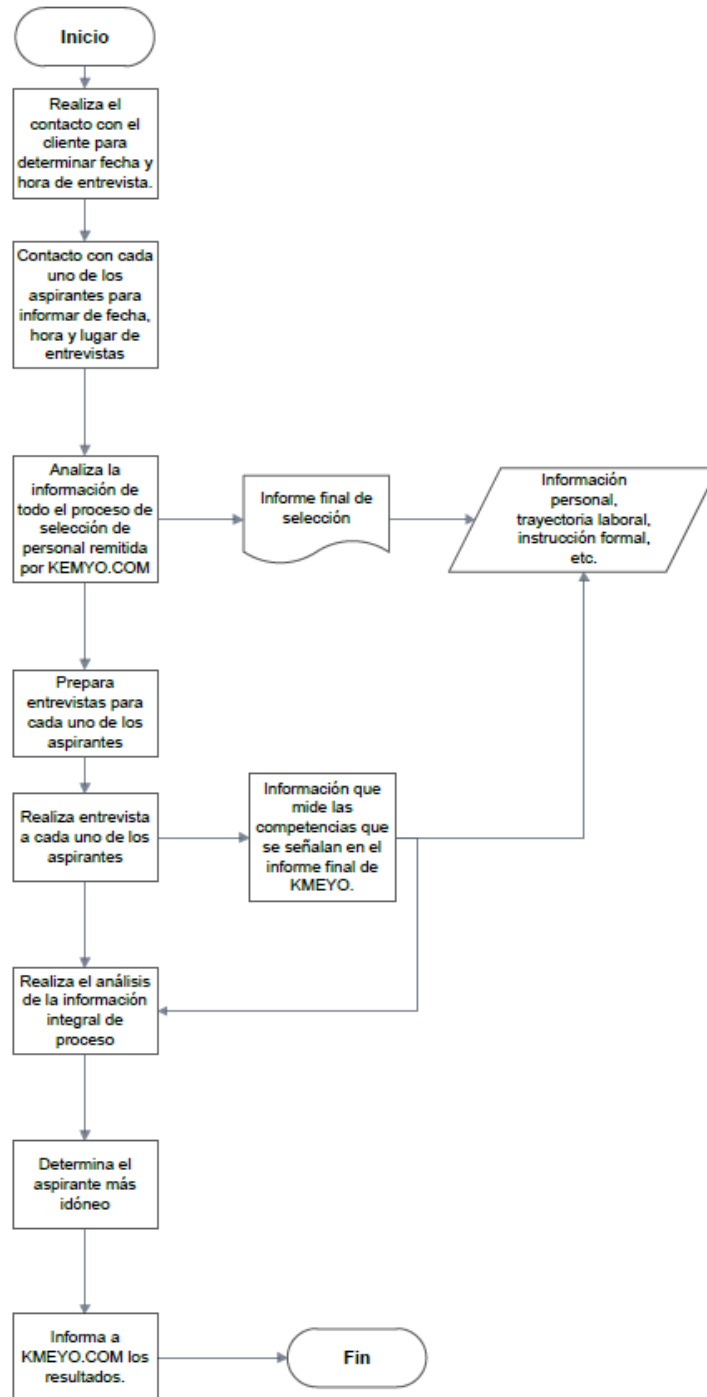 Inicio
Realiza el
contacto con el
cliente para
determinar fecha y
hora de entrevista.
Contacto con cada
uno de los
aspirantes para
informar de fecha,
hora y lugar de
entrevistas
Analiza la
información de
todo el proceso de
selección de
personal remitida
por KEMYO.COM
Informe final de
selección
Información
personal,
trayectoria laboral,
instrucción formal,
etc.
Prepara
entrevistas para
cada uno de los
aspirantes
Realiza entrevista
a cada uno de los
aspirantes
Información que
mide las
competencias que
se señalan en el
informe final de
KMEYO.
Realiza el análisis
de la información
integral de
proceso
Determina el
aspirante más
idóneo
Informa a
KMEYO.COM los
resultados.
Fin